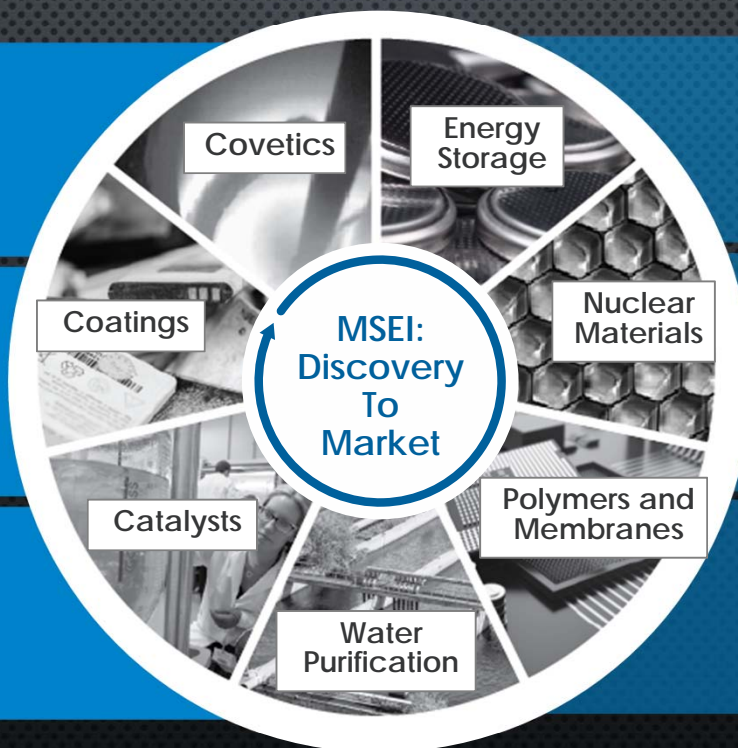 Covetics
Energy
Storage
Nuclear
Materials
Polymers and
Membranes
Water
Purification
Catalysts
Coatings
MSEI:
Discovery
To
Market